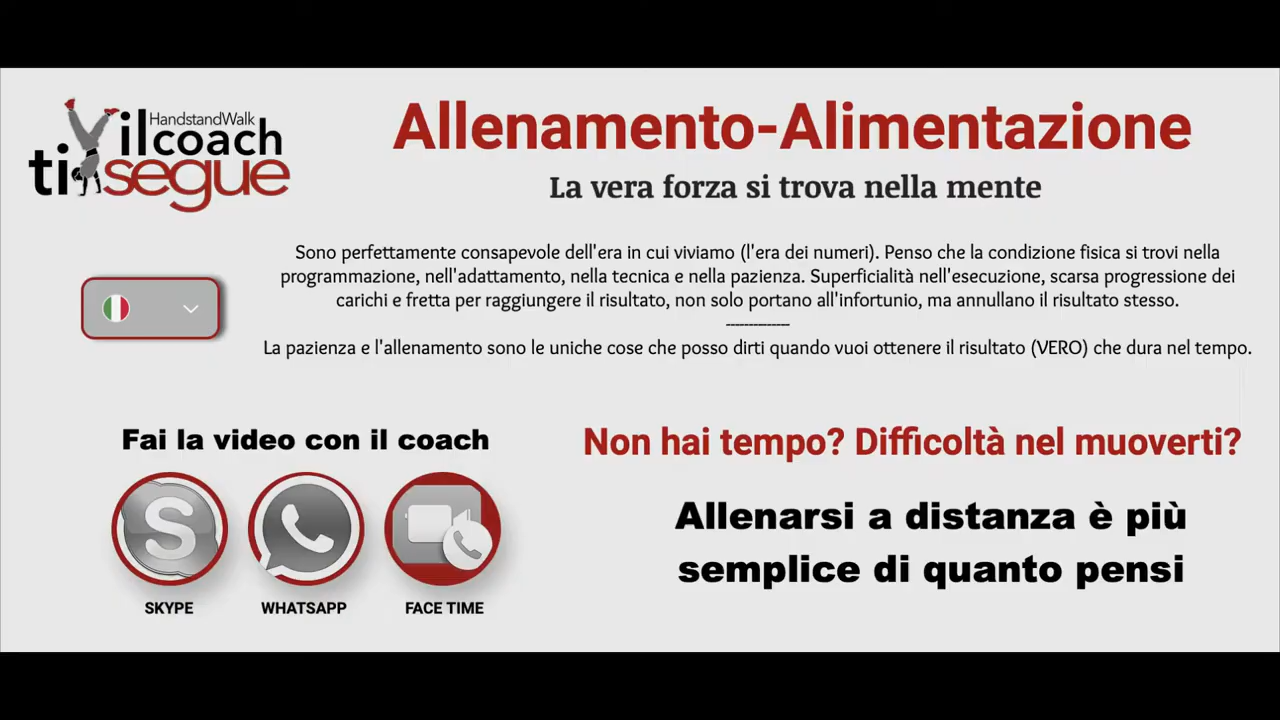 HandstandWalk
ilcoach
ti segue
Allenamento-Alimentazione
La vera forza si trova nella mente
Sono perfettamente consapevole dell'era in cui viviamo (l'era dei numeri). Penso che la condizione fisica si trovi nella
programmazione, nell'adattamento, nella tecnica e nella pazienza. Superficialità nell'esecuzione, scarsa progressione dei
carichi e fretta per raggiungere il risultato, non solo portano all'infortunio, ma annullano il risultato stesso.
--------------
La pazienza e l'allenamento sono le uniche cose che posso dirti quando vuoi ottenere il risultato (VERO) che dura nel tempo.
Fai la video con il coach
S
SKYPE
WHATSAPP
FACE TIME
Non hai tempo? Difficoltà nel muoverti?
Allenarsi a distanza è più
semplice di quanto pensi